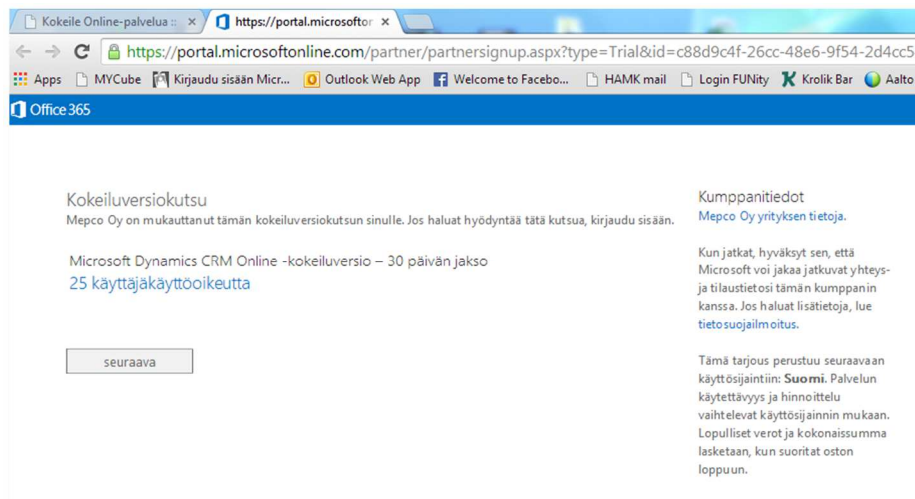 Kokeile Online-palvelua ::
https://portal.microsoftor
https://portal.microsoftonline.com/partner/partnersignup.aspx?type=Trial&id=c88d9c4f-26cc-48e6-9f54-2d4cc5
Apps MYCube Kirjaudu sisään Micr... Outlook Web App Welcome to Facebo... HAMK mail Login FUNity Krolik Bar Aalto
Office 365
Kokeiluversiokutsu
Mepco Oy on mukauttanut tämän kokeiluversiokutsun sinulle. Jos haluat hyödyntää tätä kutsua, kirjaudu sisään.
Microsoft Dynamics CRM Online -kokeiluversio – 30 päivän jakso
25 käyttäjäkäyttöoikeutta
seuraava
Kumppanitiedot
Mepco Oy yrityksen tietoja.
Kun jatkat, hyväksyt sen, että
Microsoft voi jakaa jatkuvat yhteys-
ja tilaustietosi tämän kumppanin
kanssa. Jos haluat lisätietoja, lue
tietosuojailmoitus.
Tämä tarjous perustuu seuraavaan
käyttösijaintiin: Suomi. Palvelun
käytettävyys ja hinnoittelu
vaihtelevat käyttösijainnin mukaan.
Lopulliset verot ja kokonaissumma
lasketaan, kun suoritat oston
loppuun.